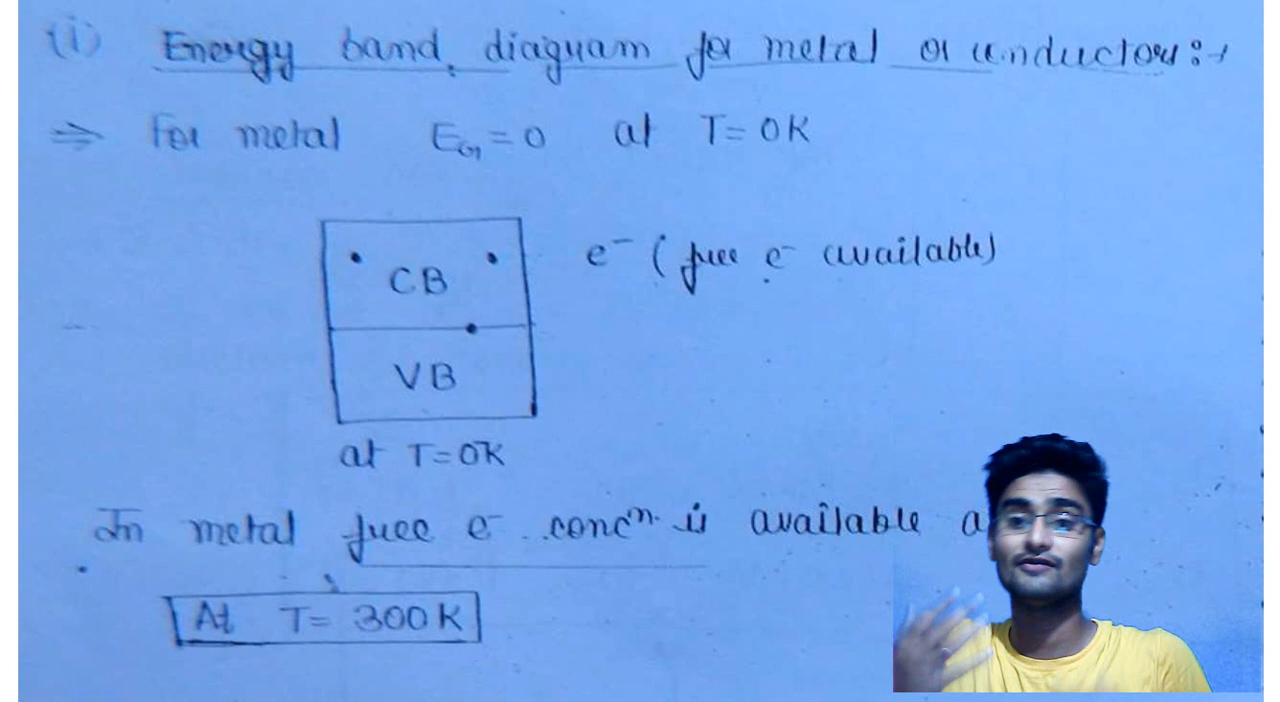 (i) Energy band diagram for metal or conductor :→
⇒ For metal E_G = 0 at T = 0K
e⁻ (free e⁻ available)
CB
VB
at T = 0K
In metal free e⁻ concⁿ. is available a
At T = 300K